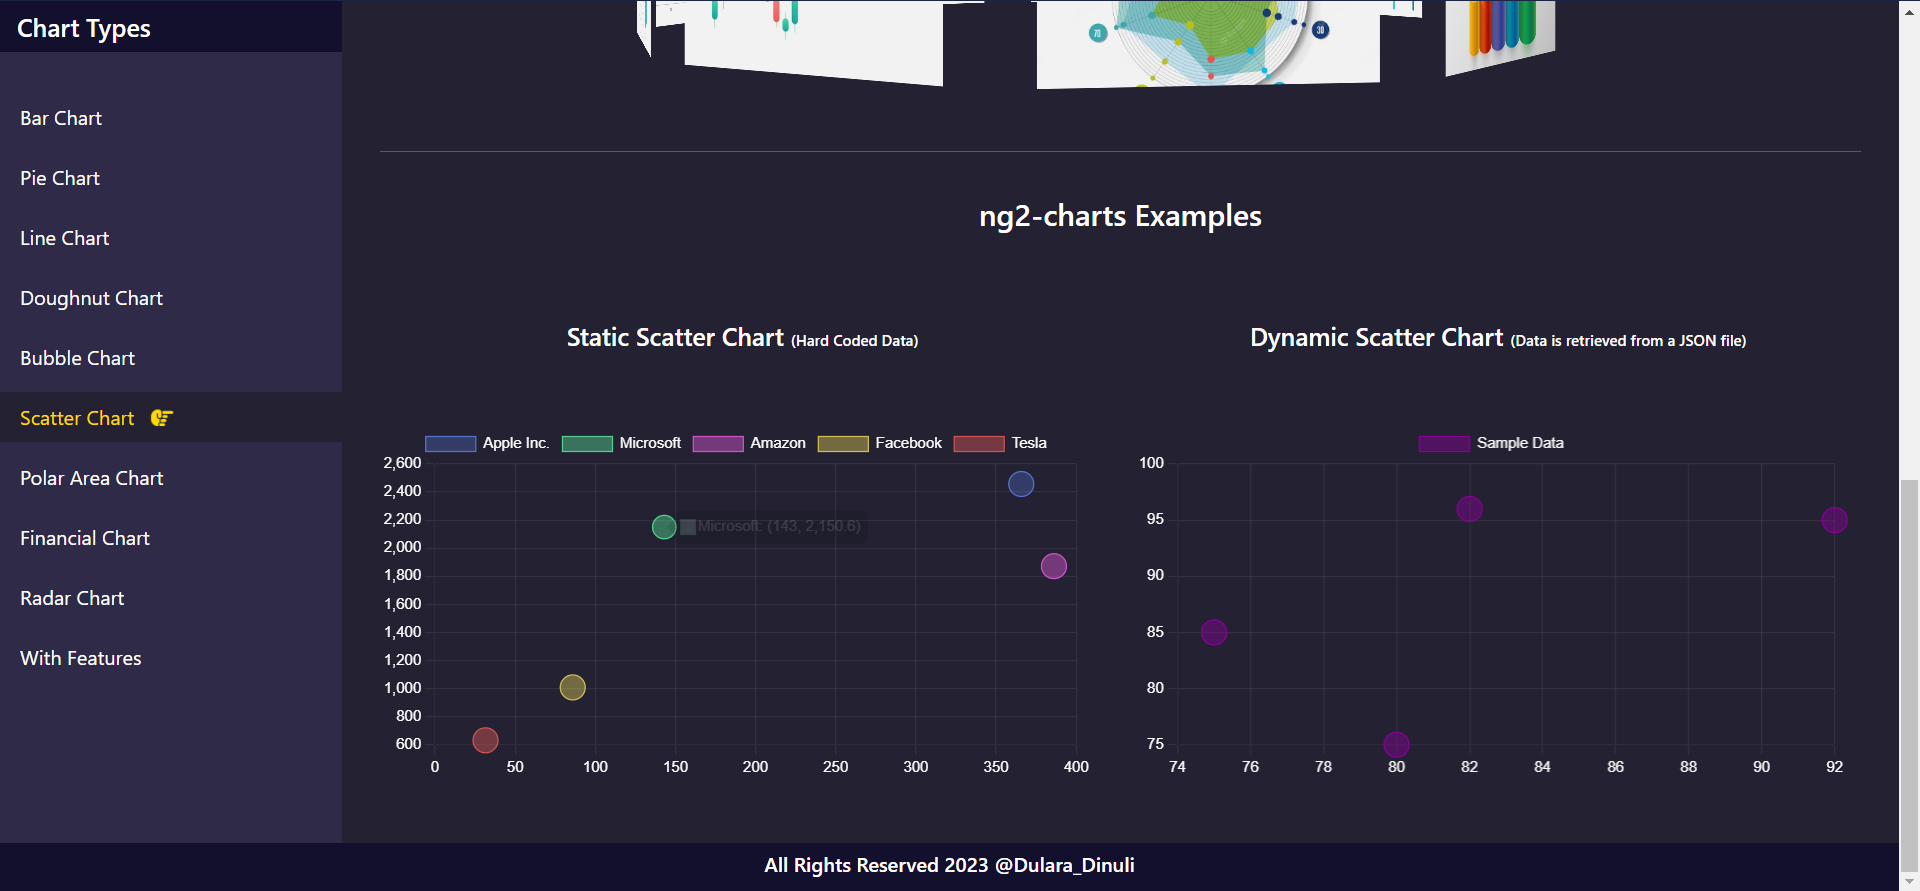 Chart Types
Bar Chart
Pie Chart
Line Chart
Doughnut Chart
Bubble Chart
Scatter Chart
Polar Area Chart
Financial Chart
Radar Chart
With Features
70
30
ng2-charts Examples
Static Scatter Chart (Hard Coded Data)
Apple Inc. Microsoft Amazon Facebook Tesla
2,600
2,400
2,200
2,000
1,800
1,600
1,400
1,200
1,000
800
600
Microsoft: (143, 2,150.6)
0 50 100 150 200 250 300 350 400
Dynamic Scatter Chart (Data is retrieved from a JSON file)
Sample Data
100
95
90
85
80
75
74 76 78 80 82 84 86 88 90 92
All Rights Reserved 2023 @Dulara_Dinuli